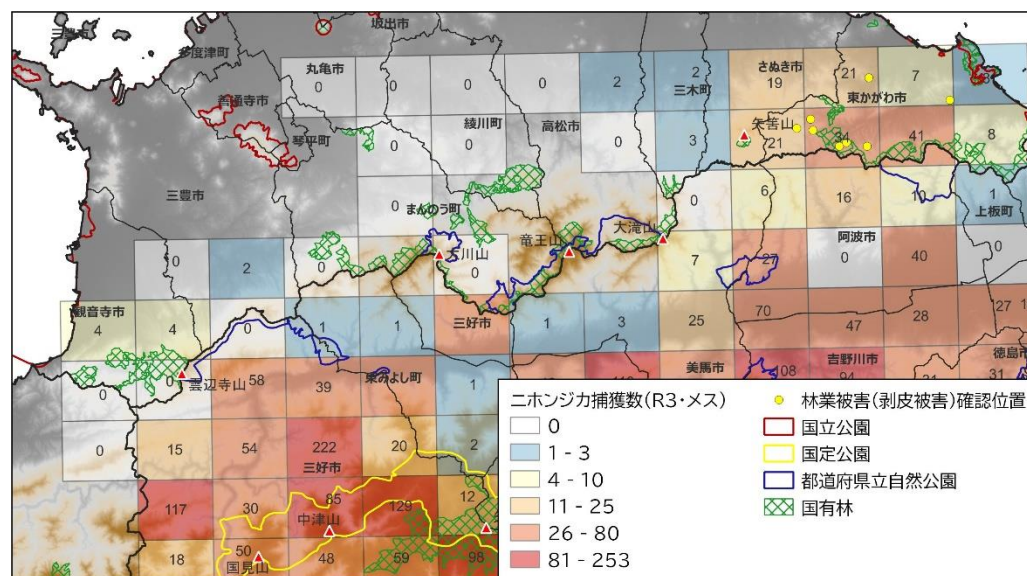 坂出市
多度津町
丸亀市
善通寺市
さぬき市
三木町
東かがわ市
0
0
0
0
2
2
19
21
7
琴平町
綾川町
高松市
矢筈山
0
0
0
3
21
34
41
8
三豊市
まんのう町
0
6
16
10
1
上板町
大川山
竜王山
大滝山
阿波市
0
2
0
0
7
27
0
40
0
観音寺市
三好市
4
4
0
1
1
1
3
25
70
47
28
27
雲辺寺山
東みよし町
美馬市
吉野川市
徳島市
0
0
58
39
1
108
94
31
0
15
54
222
20
2
三好市
117
30
85
129
12
中津山
18
50
48
59
98
国見山
ニホンジカ捕獲数(R3・メス)
0
1 - 3
4 - 10
11 - 25
26 - 80
81 - 253
林業被害(剥皮被害)確認位置
国立公園
国定公園
都道府県立自然公園
国有林